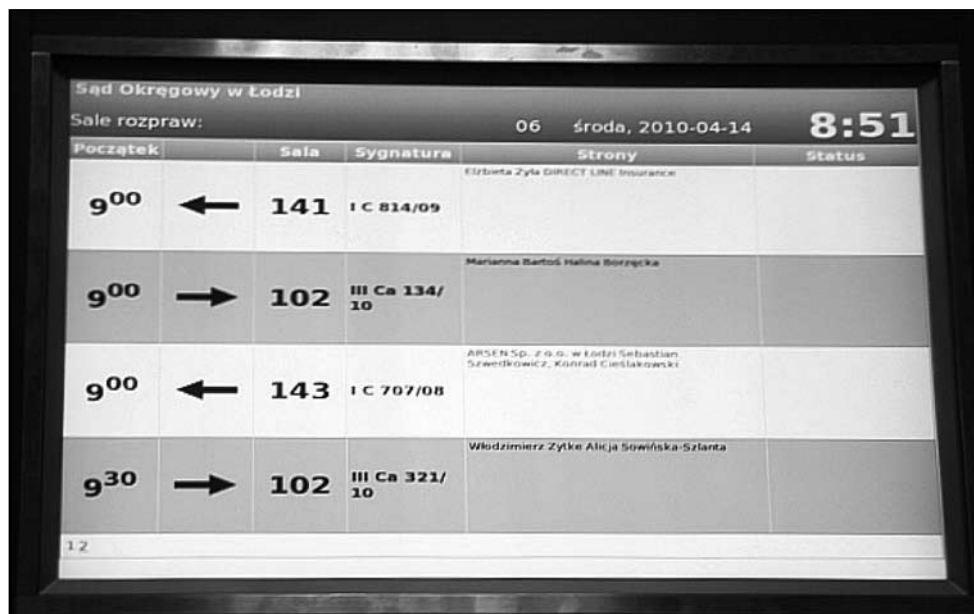 Sąd Okręgowy w Łodzi
Sale rozpraw: 06 środa, 2010-04-14 8:51
Początek Sala Sygnatura Strony Status
Elżbieta Zyła DIRECT LINE Insurance
9⁰⁰ ← 141 I C 814/09
Marianna Bartoś Halina Borzęcka
9⁰⁰ → 102 III Ca 134/
10
ARSEN Sp. z o.o. w Łodzi Sebastian
Szwedkowicz, Konrad Cieślakowski
9⁰⁰ ← 143 I C 707/08
Włodzimierz Zytke Alicja Sowińska-Szlanta
9³⁰ → 102 III Ca 321/
10
1 2